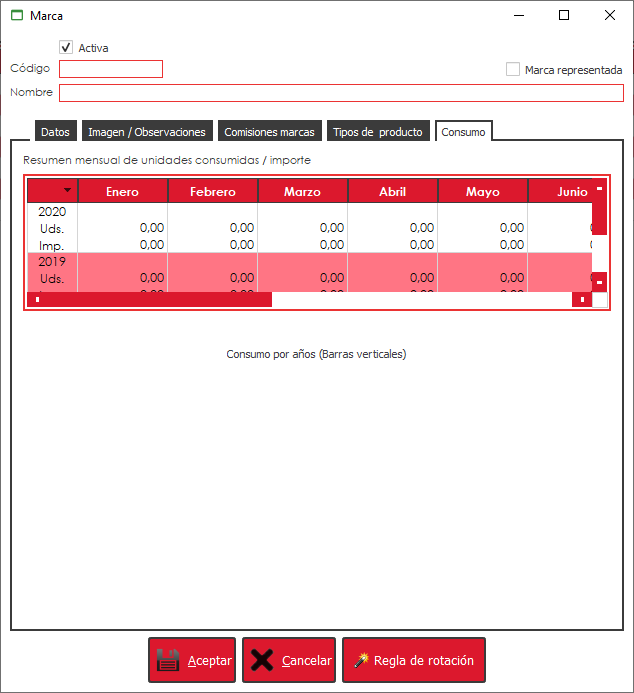 Marca
Activa
Código
Marca representada
Nombre
Datos Imagen / Observaciones Comisiones marcas Tipos de producto Consumo
Resumen mensual de unidades consumidas / importe
Enero Febrero Marzo Abril Mayo Junio
2020
Uds. 0,00 0,00 0,00 0,00 0,00
Imp. 0,00 0,00 0,00 0,00 0,00
2019
Uds. 0,00 0,00 0,00 0,00 0,00
Consumo por años (Barras verticales)
Aceptar Cancelar Regla de rotación